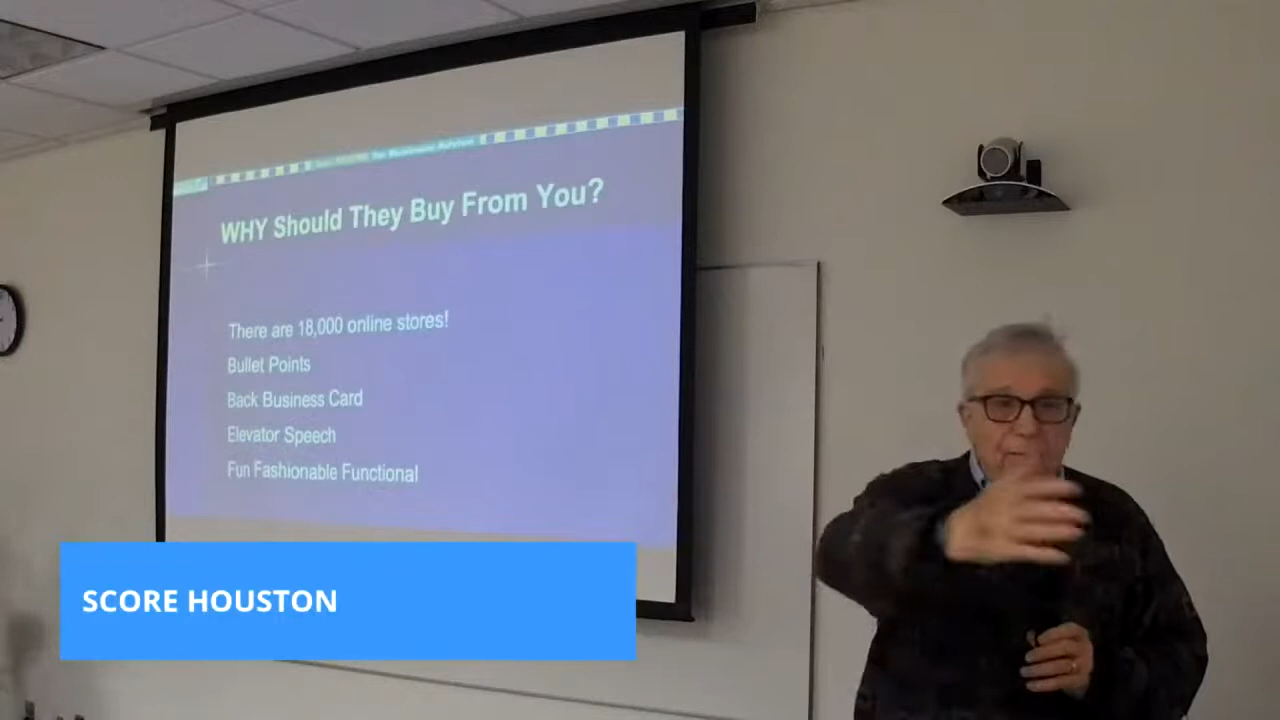 WHY Should They Buy From You?
There are 18,000 online stores!
Bullet Points
Back Business Card
Elevator Speech
Fun Fashionable Functional
SCORE HOUSTON